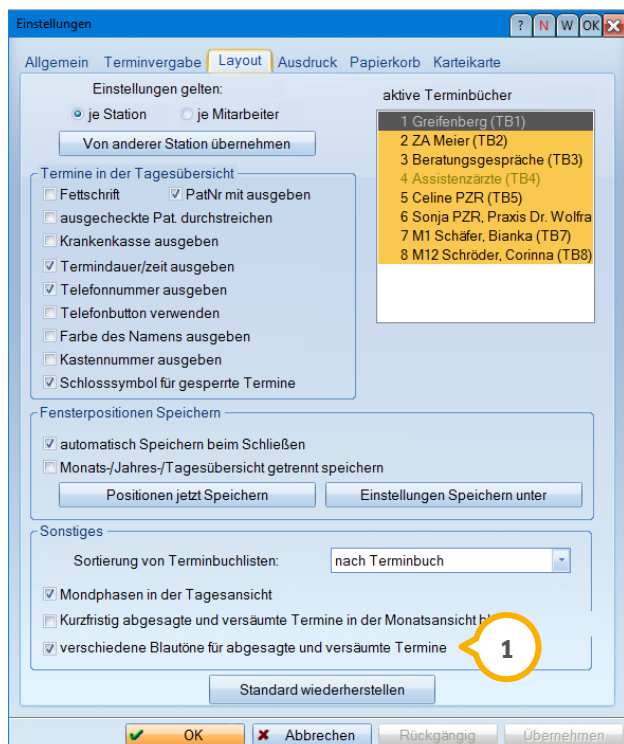 Einstellungen
? N W OK
Allgemein Terminvergabe Layout Ausdruck Papierkorb Karteikarte
Einstellungen gelten:
je Station je Mitarbeiter
Von anderer Station übernehmen
aktive Terminbücher
1 Greifenberg (TB1)
2 ZA Meier (TB2)
3 Beratungsgespräche (TB3)
4 Assistenzärzte (TB4)
5 Celine PZR (TB5)
6 Sonja PZR, Praxis Dr. Wolfra
7 M1 Schäfer, Bianka (TB7)
8 M12 Schröder, Corinna (TB8)
Termine in der Tagesübersicht
Fettschrift PatNr mit ausgeben
ausgecheckte Pat. durchstreichen
Krankenkasse ausgeben
Termindauer/zeit ausgeben
Telefonnummer ausgeben
Telefonbutton verwenden
Farbe des Namens ausgeben
Kastennummer ausgeben
Schlosssymbol für gesperrte Termine
Fensterpositionen Speichern
automatisch Speichern beim Schließen
Monats-/Jahres-/Tagesübersicht getrennt speichern
Positionen jetzt Speichern Einstellungen Speichern unter
Sonstiges
Sortierung von Terminbuchlisten: nach Terminbuch
Mondphasen in der Tagesansicht
Kurzfristig abgesagte und versäumte Termine in der Monatsansicht
verschiedene Blautöne für abgesagte und versäumte Termine 1
Standard wiederherstellen
OK Abbrechen Rückgängig Übernehmen